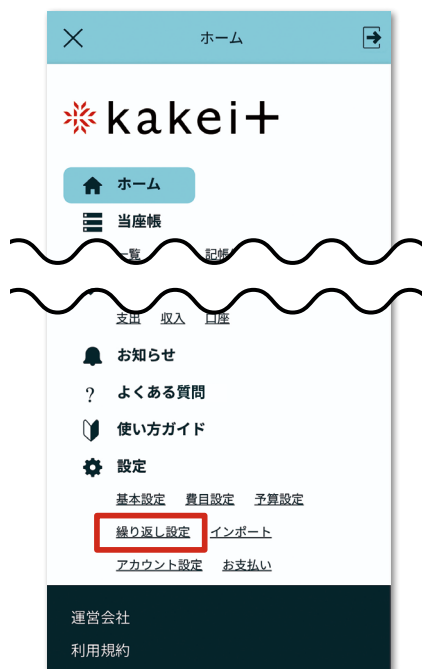 ホーム
kakei+
ホーム
当座帳
一覧 記帳
支出 収入 口座
お知らせ
? よくある質問
使い方ガイド
設定
基本設定 費目設定 予算設定
繰り返し設定 インポート
アカウント設定 お支払い
運営会社
利用規約